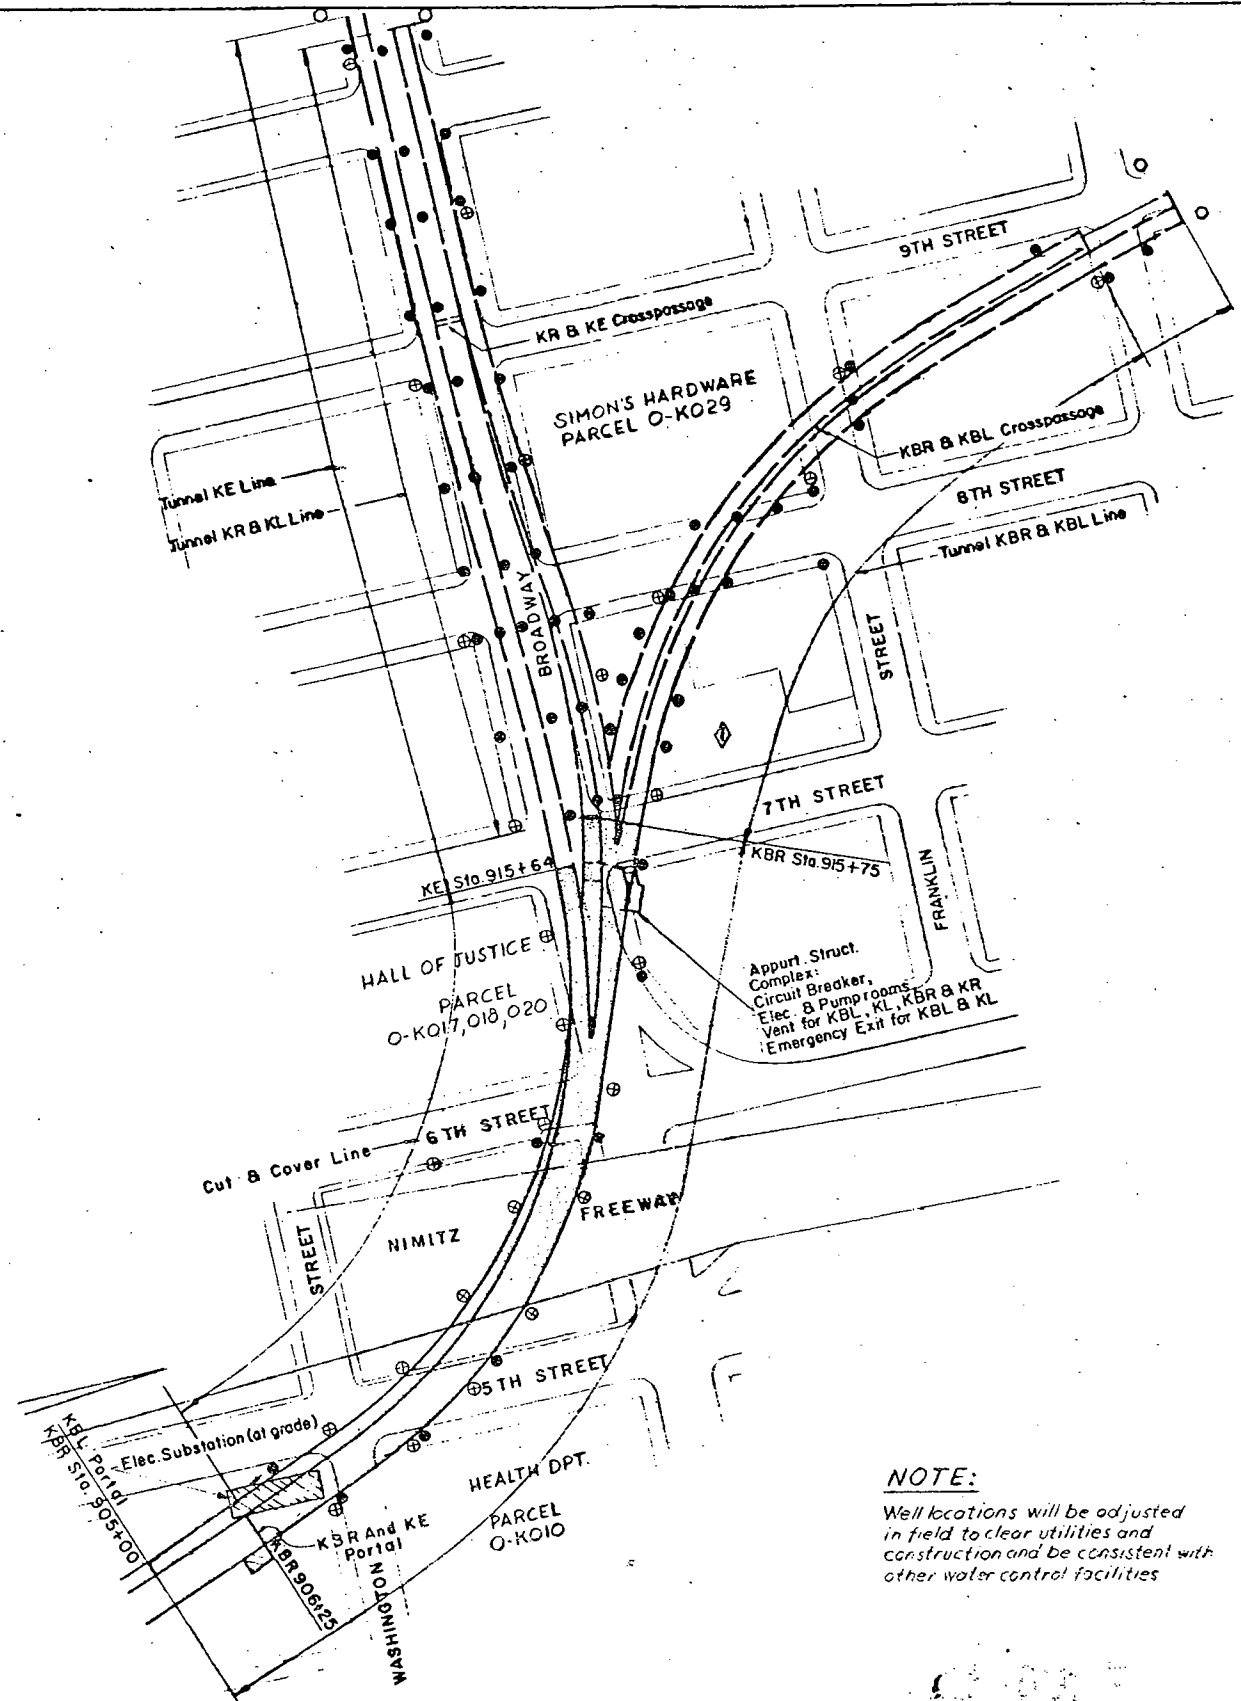 9TH STREET
KR & KE Crosspassage
SIMON'S HARDWARE
PARCEL O-K029
KBR & KBL Crosspassage
8TH STREET
Tunnel KE Line
Tunnel KR & KL Line
Tunnel KBR & KBL Line
BROADWAY
STREET
7TH STREET
KE Sta. 915+64
KBR Sta. 915+75
FRANKLIN
HALL OF JUSTICE
PARCEL
O-K017,018,020
Appurt. Struct.
Complex:
Circuit Breaker,
Elec. & Pump rooms
Vent for KBL, KL, KBR & KR
Emergency Exit for KBL & KL
6TH STREET
Cut & Cover Line
FREEWAY
NIMITZ
STREET
5TH STREET
KBL Portal
KBR Sta. 905+00
Elec. Substation (at grade)
HEALTH DPT.
PARCEL
O-K010
KBR And KE
Portal
KBR 906+25
WASHINGTON
NOTE:
Well locations will be adjusted
in field to clear utilities and
construction and be consistent with
other water control facilities